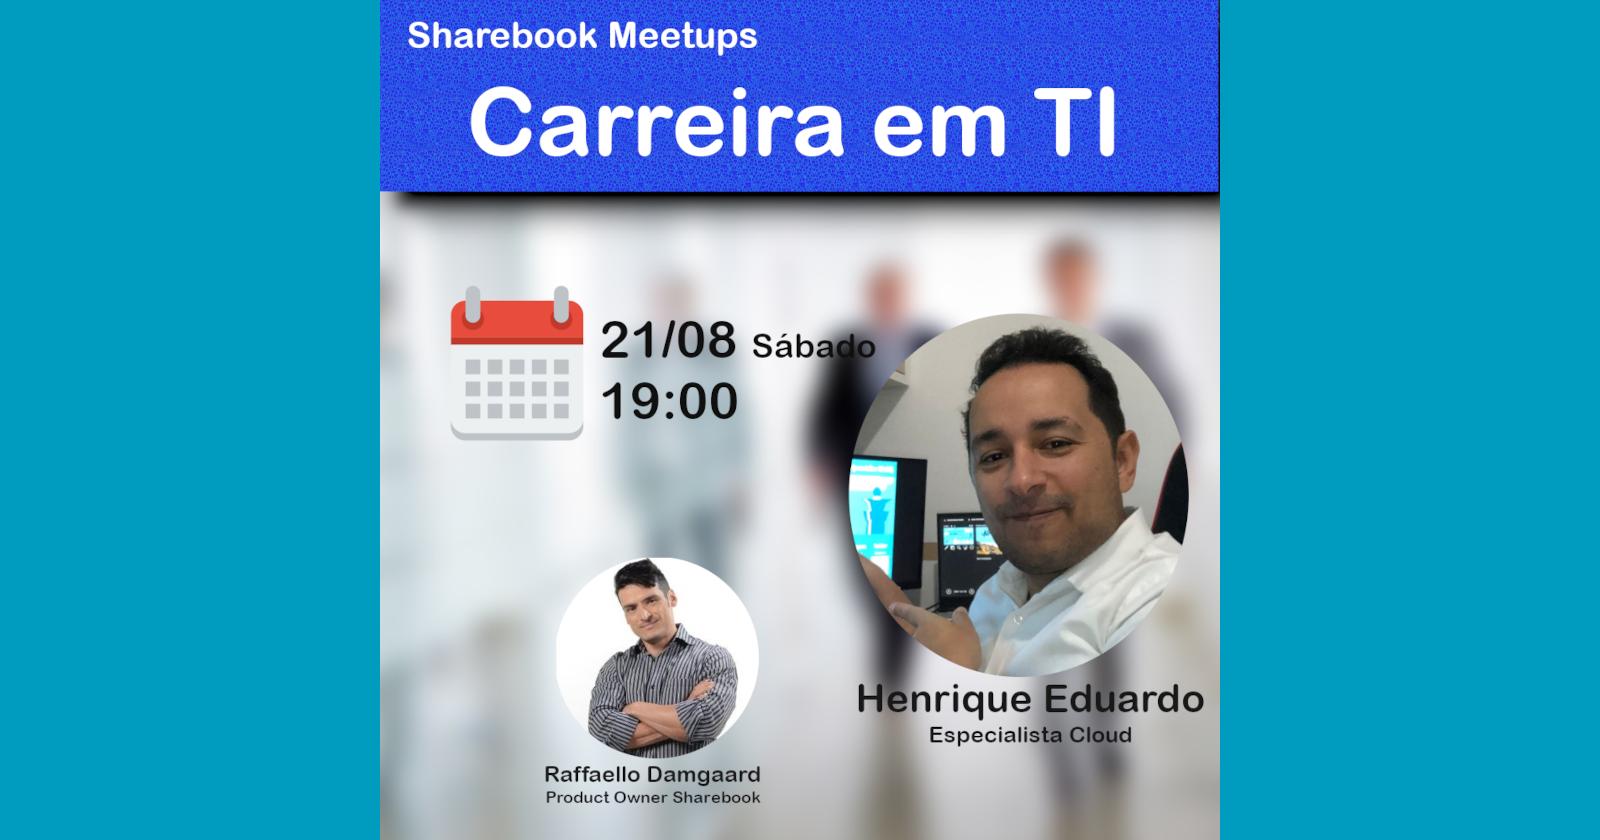 Sharebook Meetups
Carreira em TI
21/08 Sábado
19:00
Henrique Eduardo
Especialista Cloud
Raffaello Damgaard
Product Owner Sharebook